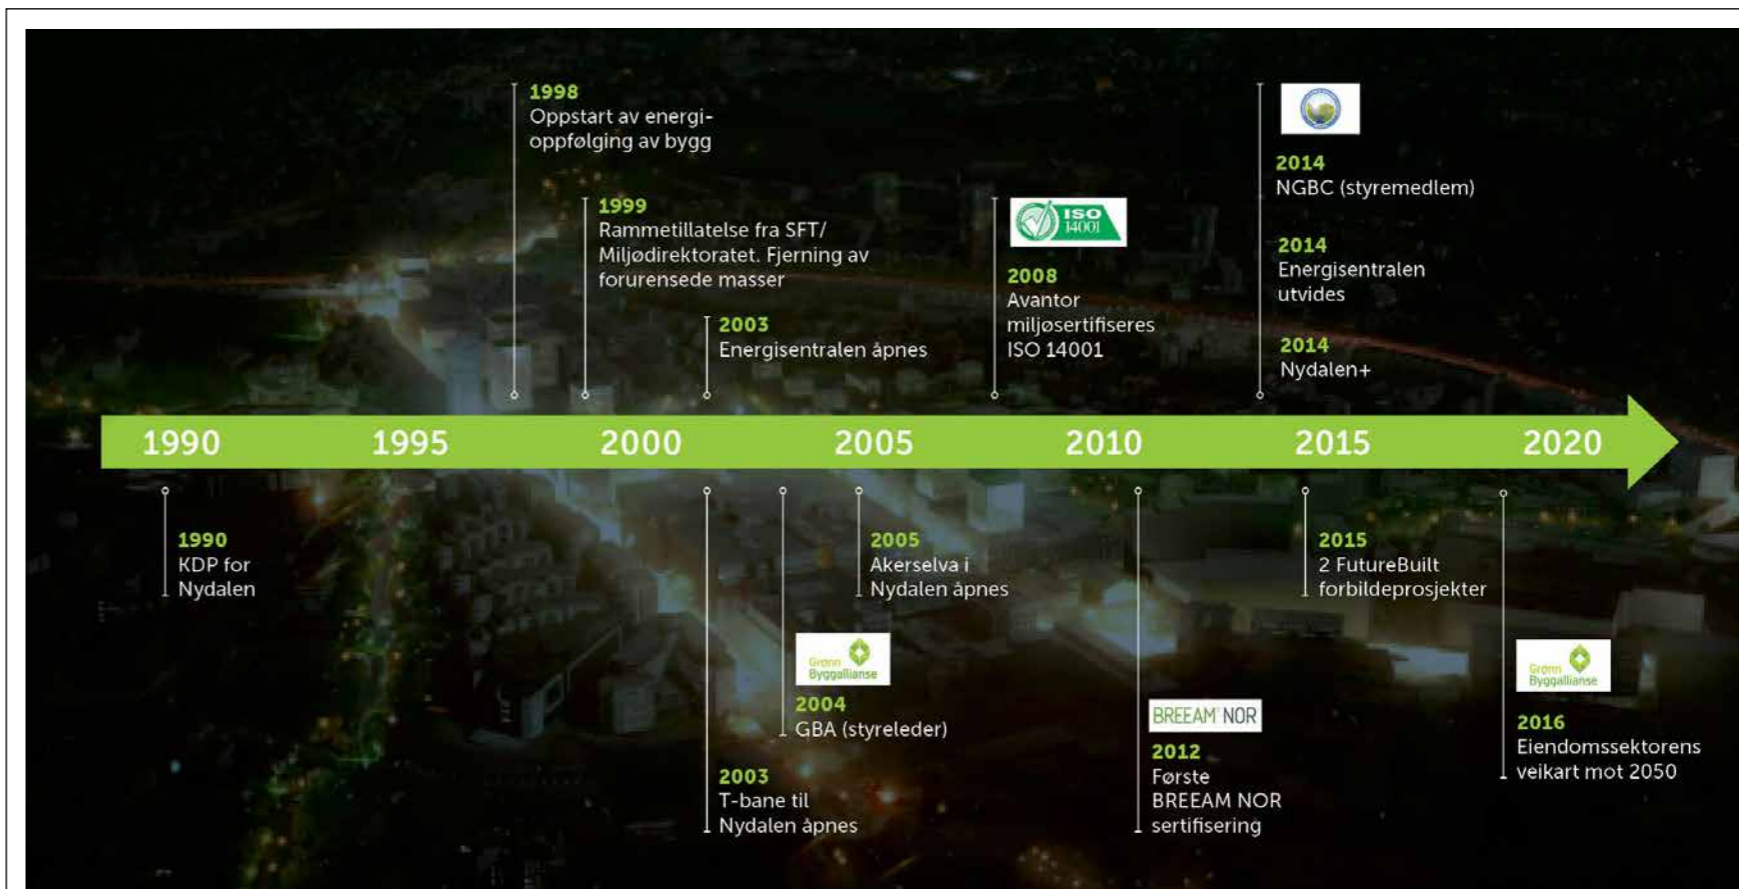 1998
Oppstart av energi-
oppfølging av bygg
1999
Rammetillatelse fra SFT/
Miljødirektoratet. Fjerning av
forurensede masser
2003
Energisentralen åpnes
ISO
14001
2008
Avantor
miljøsertifiseres
ISO 14001
2014
NGBC (styremedlem)
2014
Energisentralen
utvides
2014
Nydalen+
1990
1995
2000
2005
2010
2015
2020
1990
KDP for
Nydalen
2003
T-bane til
Nydalen åpnes
Grønn
Byggallianse
2004
GBA (styreleder)
2005
Akerselva i
Nydalen åpnes
BREEAM® NOR
2012
Første
BREEAM NOR
sertifisering
2015
2 FutureBuilt
forbildeprosjekter
Grønn
Byggallianse
2016
Eiendomssektorens
veikart mot 2050